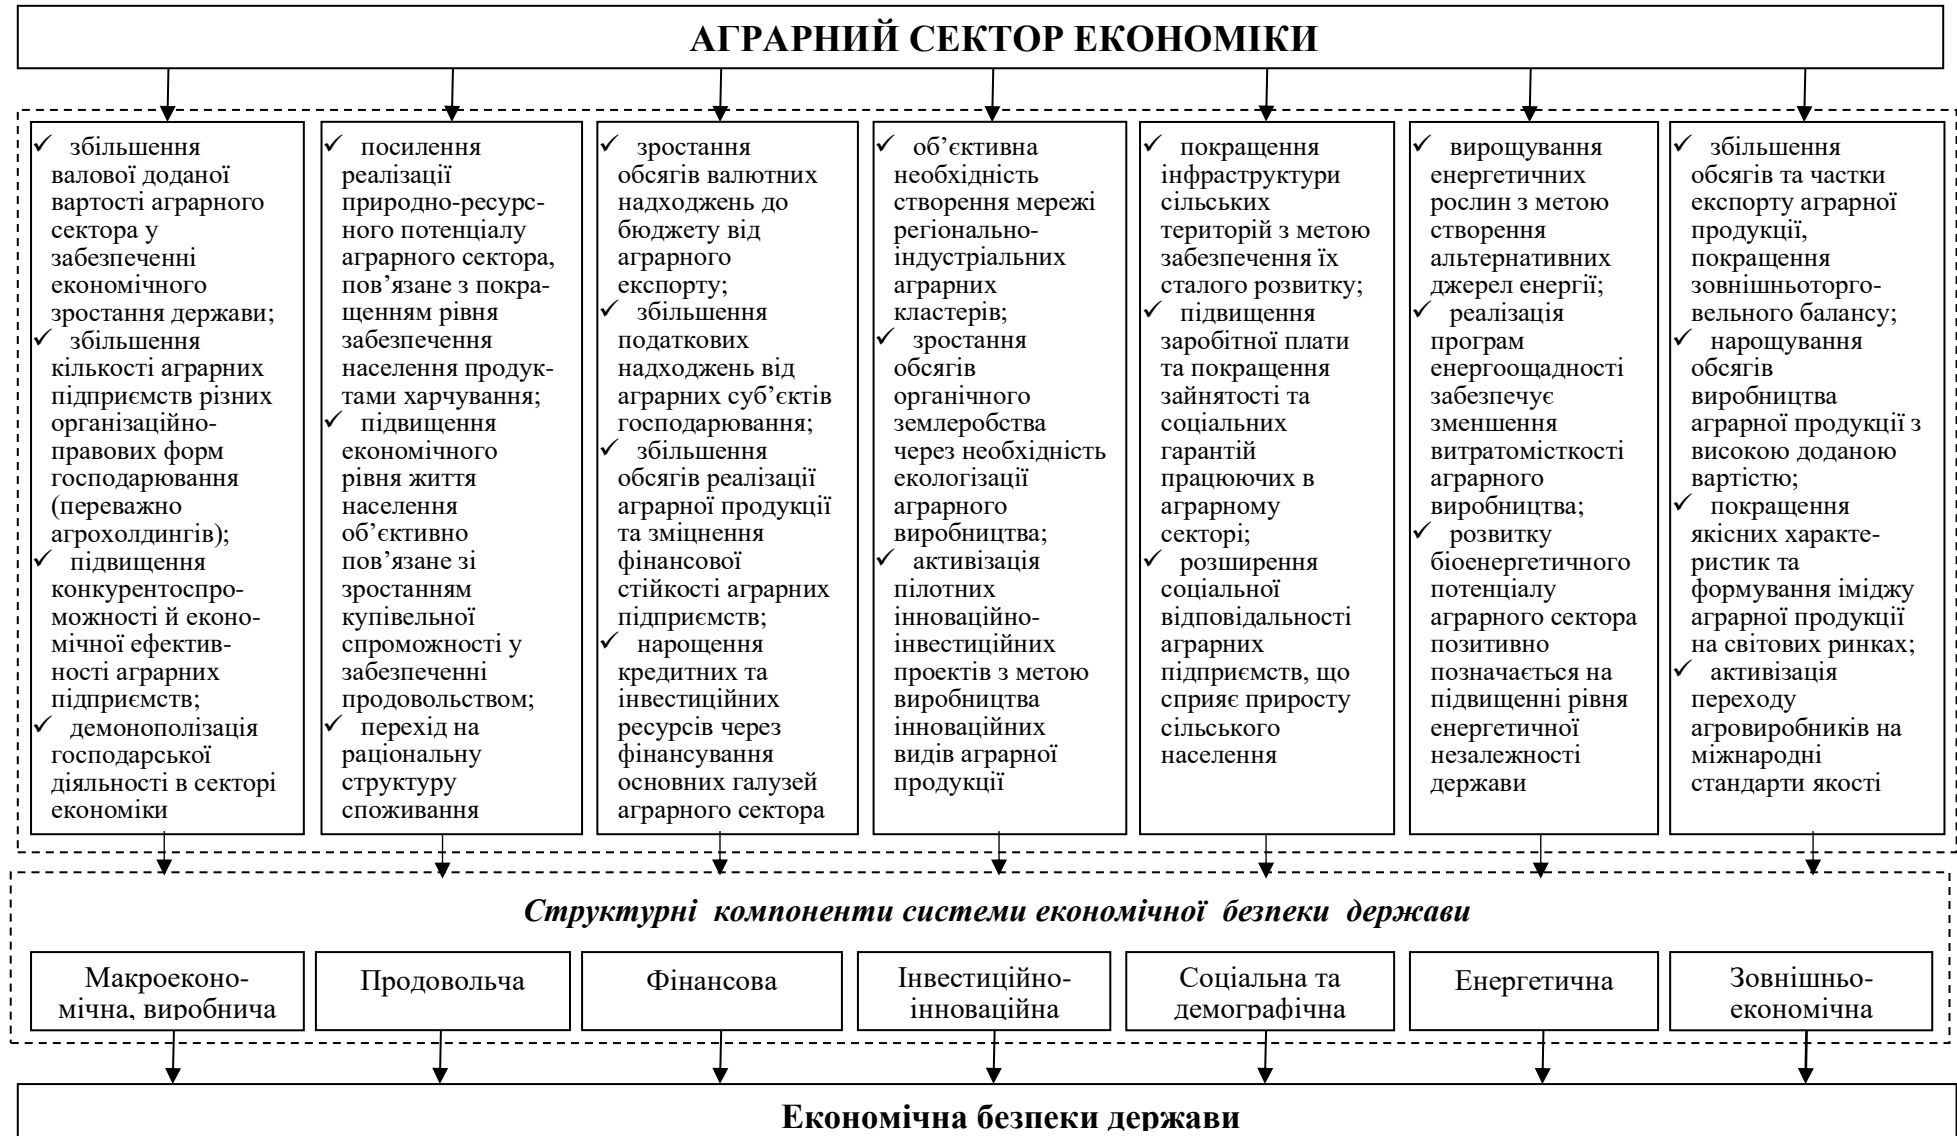 АГРАРНИЙ СЕКТОР ЕКОНОМІКИ
✓ збільшення
валової доданої
вартості аграрного
сектора у
забезпеченні
економічного
зростання держави;
✓ збільшення
кількості аграрних
підприємств різних
організаційно-
правових форм
господарювання
(переважно
агрохолдингів);
✓ підвищення
конкурентоспро-
можності й еконо-
мічної ефектив-
ності аграрних
підприємств;
✓ демонополізація
господарської
діяльності в секторі
економіки
✓ посилення
реалізації
природно-ресурс-
ного потенціалу
аграрного сектора,
пов’язане з покра-
щенням рівня
забезпечення
населення продук-
тами харчування;
✓ підвищення
економічного
рівня життя
населення
об’єктивно
пов’язане зі
зростанням
купівельної
спроможності у
забезпеченні
продовольством;
✓ перехід на
раціональну
структуру
споживання
✓ зростання
обсягів валютних
надходжень до
бюджету від
аграрного
експорту;
✓ збільшення
податкових
надходжень від
аграрних суб’єктів
господарювання;
✓ збільшення
обсягів реалізації
аграрної продукції
та зміцнення
фінансової
стійкості аграрних
підприємств;
✓ нарощення
кредитних та
інвестиційних
ресурсів через
фінансування
основних галузей
аграрного сектора
✓ об’єктивна
необхідність
створення мережі
регіонально-
індустріальних
аграрних
кластерів;
✓ зростання
обсягів
органічного
землеробства
через необхідність
екологізації
аграрного
виробництва;
✓ активізація
пілотних
інноваційно-
інвестиційних
проектів з метою
виробництва
інноваційних
видів аграрної
продукції
✓ покращення
інфраструктури
сільських
територій з метою
забезпечення їх
сталого розвитку;
✓ підвищення
заробітної плати
та покращення
зайнятості та
соціальних
гарантій
працюючих в
аграрному
секторі;
✓ розширення
соціальної
відповідальності
аграрних
підприємств, що
сприяє приросту
сільського
населення
✓ вирощування
енергетичних
рослин з метою
створення
альтернативних
джерел енергії;
✓ реалізація
програм
енергоощадності
забезпечує
зменшення
витратомісткості
аграрного
виробництва;
✓ розвитку
біоенергетичного
потенціалу
аграрного сектора
позитивно
позначається на
підвищенні рівня
енергетичної
незалежності
держави
✓ збільшення
обсягів та частки
експорту аграрної
продукції,
покращення
зовнішньоторго-
вельного балансу;
✓ нарощування
обсягів
виробництва
аграрної продукції з
високою доданою
вартістю;
✓ покращення
якісних характе-
ристик та
формування іміджу
аграрної продукції
на світових ринках;
✓ активізація
переходу
агровиробників на
міжнародні
стандарти якості
Структурні компоненти системи економічної безпеки держави
Макроеконо-
мічна, виробнича
Продовольча
Фінансова
Інвестиційно-
інноваційна
Соціальна та
демографічна
Енергетична
Зовнішньо-
економічна
Економічна безпеки держави